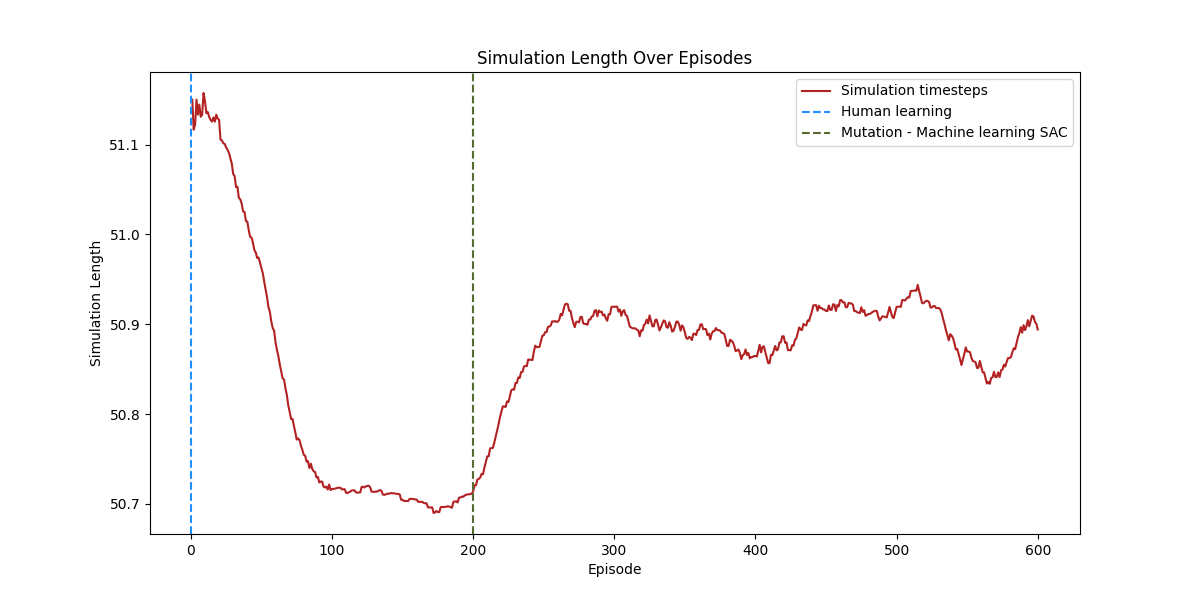 Simulation Length Over Episodes
Simulation timesteps
Human learning
Mutation - Machine learning SAC
Simulation Length
51.1
51.0
50.9
50.8
50.7
0 100 200 300 400 500 600
Episode